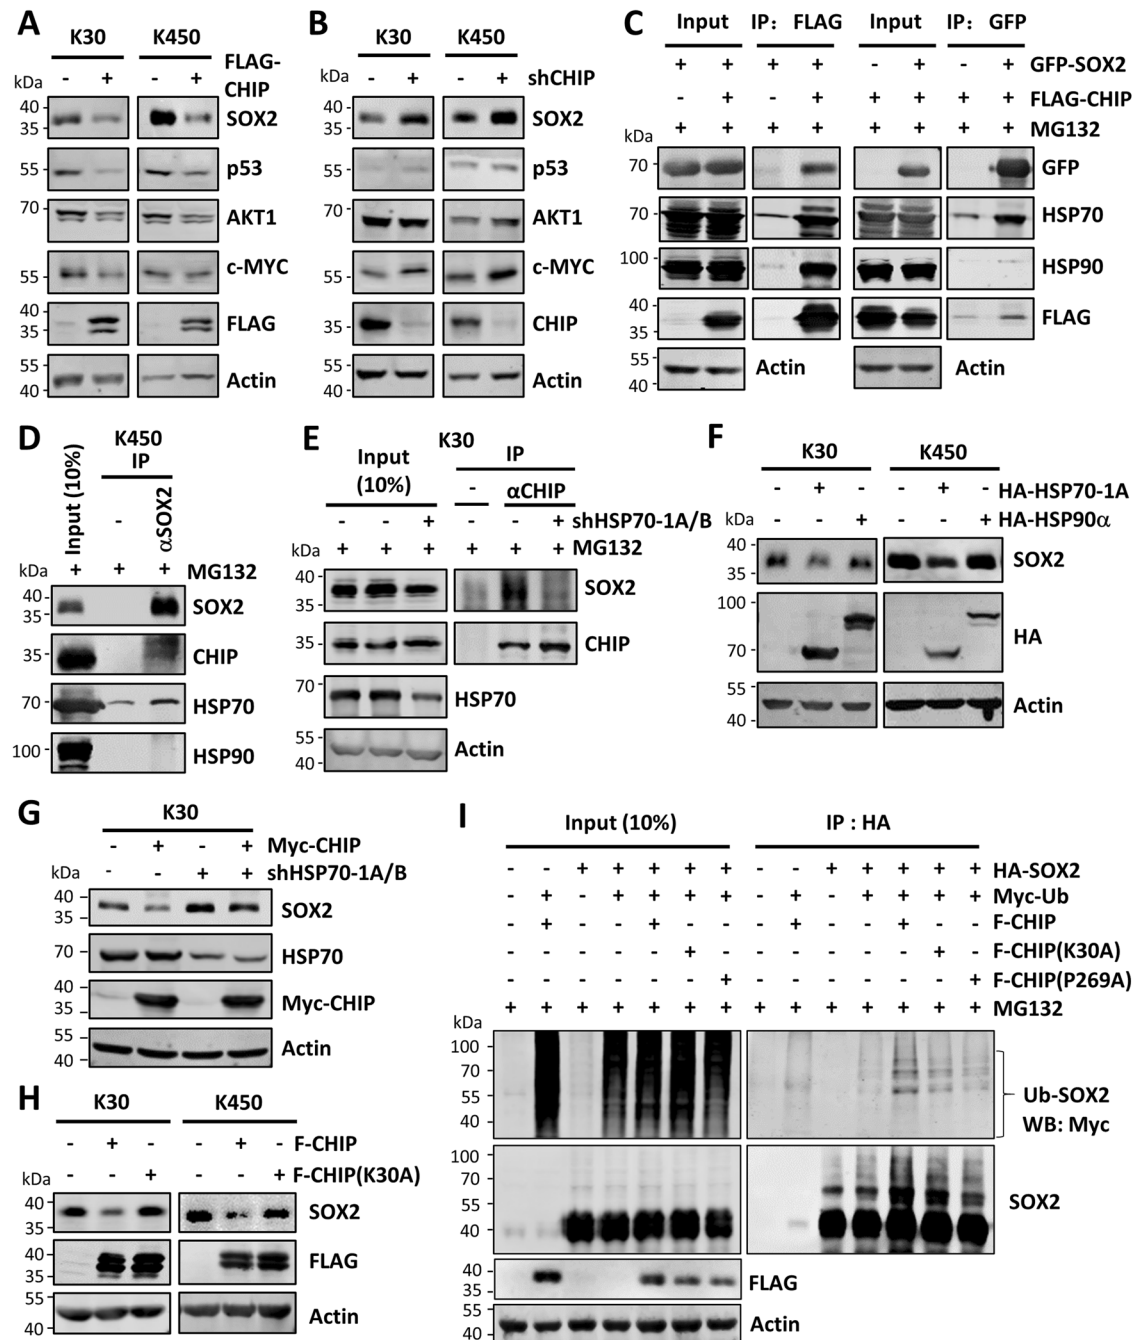 A
K30 K450
FLAG-CHIP
- + - +
kDa
40
35
SOX2
55
p53
70
AKT1
55
c-MYC
40
35
FLAG
55
40
Actin
B
K30 K450
- + - + shCHIP
kDa
40
35
SOX2
55
p53
70
AKT1
55
c-MYC
40
35
CHIP
55
40
Actin
C
Input IP: FLAG Input IP: GFP
+ + + + - + - + GFP-SOX2
- + - + + + + + FLAG-CHIP
+ + + + + + + + MG132
kDa
70
GFP
70
HSP70
100
HSP90
40
35
FLAG
55
40
Actin Actin
D
K450
IP
Input (10%) - αSOX2
+ + + MG132
kDa
40
35
SOX2
35
CHIP
70
HSP70
100
HSP90
E
K30
Input (10%) IP
- αCHIP
- - + - - + shHSP70-1A/B
kDa + + + + + + MG132
40
35
SOX2
35
CHIP
70
60
HSP70
55
40
Actin
F
K30 K450
- + - - + - HA-HSP70-1A
- - + - - + HA-HSP90α
kDa
40
35
SOX2
100
70
HA
55
40
Actin
G
K30
- + - + Myc-CHIP
- - + + shHSP70-1A/B
kDa
40
35
SOX2
70
HSP70
40
35
Myc-CHIP
55
40
Actin
H
K30 K450
- + - - + - F-CHIP
- - + - - + F-CHIP(K30A)
kDa
40
35
SOX2
40
35
FLAG
55
40
Actin
I
Input (10%) IP : HA
- - + + + + + - - + + + + + HA-SOX2
- + - + + + + - + - + + + + Myc-Ub
- + - - + - - - + - - + - - F-CHIP
- - - - - + - - - - - - + - F-CHIP(K30A)
- - - - - - + - - - - - - + F-CHIP(P269A)
+ + + + + + + + + + + + + + MG132
kDa
100
70
55
40
Ub-SOX2
WB: Myc
100
70
55
40
SOX2
40
35
FLAG
55
40
Actin